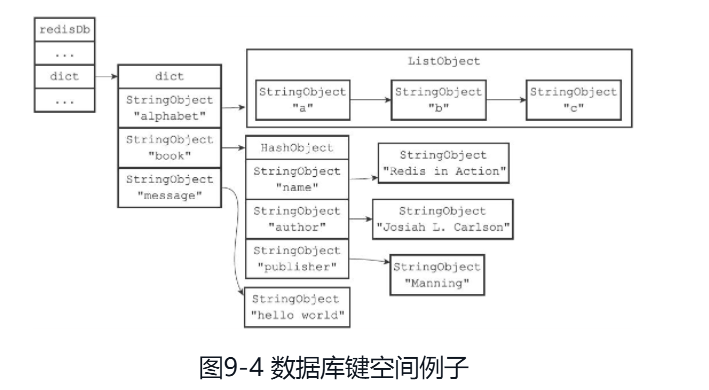 redisDb
...
dict
...
dict
StringObject
"alphabet"
StringObject
"book"
StringObject
"message"
ListObject
StringObject
"a"
StringObject
"b"
StringObject
"c"
HashObject
StringObject
"name"
StringObject
"author"
StringObject
"publisher"
StringObject
"Redis in Action"
StringObject
"Josiah L. Carlson"
StringObject
"Manning"
StringObject
"hello world"
图9-4 数据库键空间例子